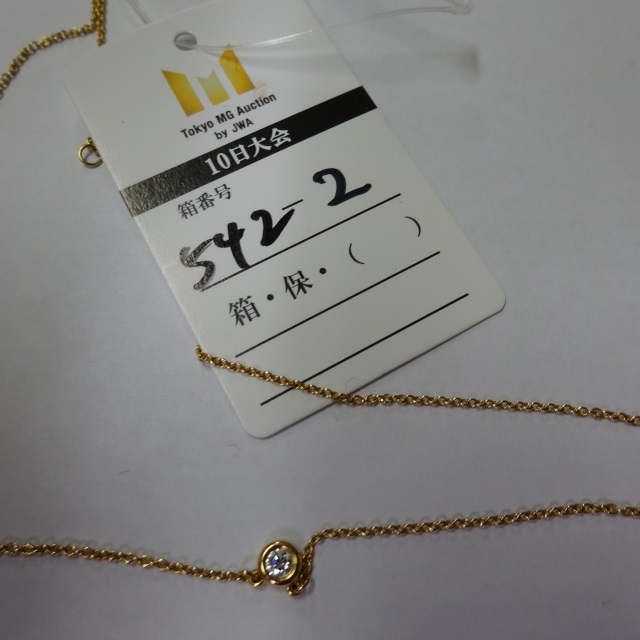 Tokyo MG Auction
by JWA
10日大会
箱番号
542-2
箱・保・（　　）